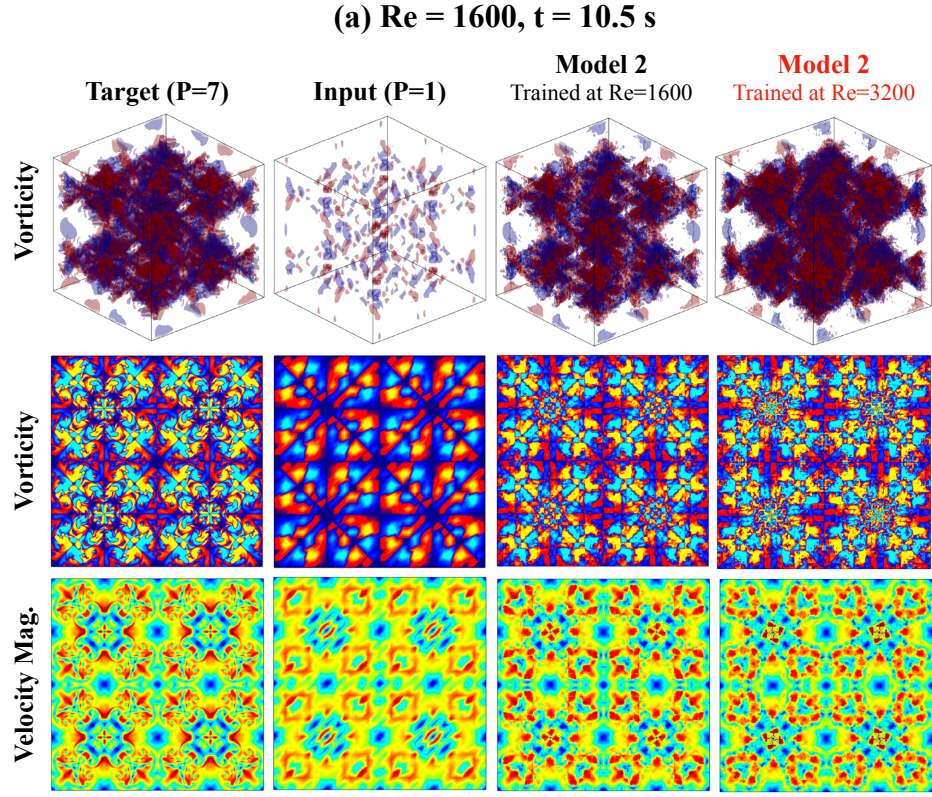 (a) Re = 1600, t = 10.5 s
Target (P=7)
Input (P=1)
Model 2
Trained at Re=1600
Model 2
Trained at Re=3200
Vorticity
Vorticity
Velocity Mag.